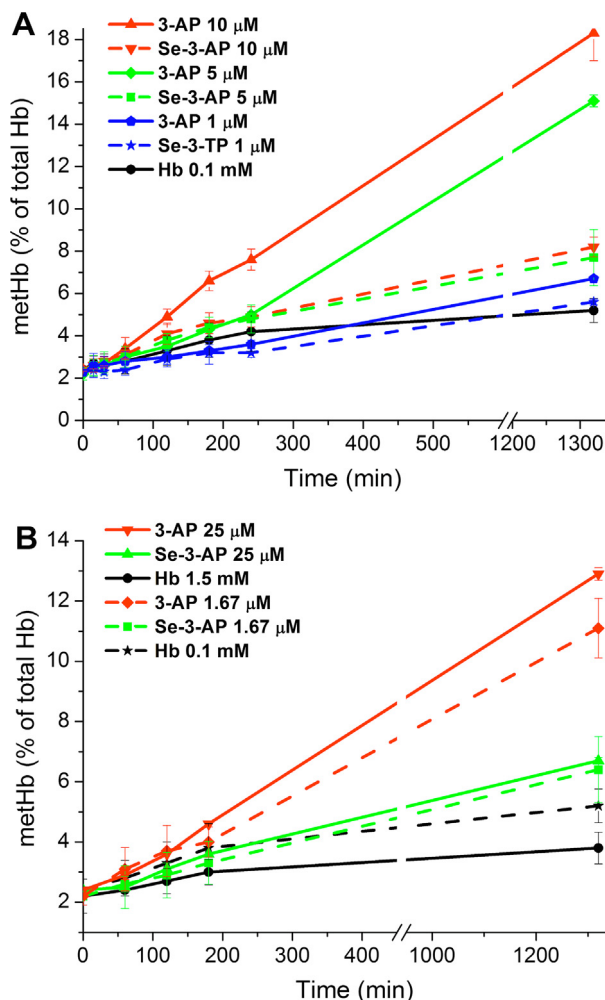 A
3-AP 10 μM
Se-3-AP 10 μM
3-AP 5 μM
Se-3-AP 5 μM
3-AP 1 μM
Se-3-TP 1 μM
Hb 0.1 mM
metHb (% of total Hb)
18
16
14
12
10
8
6
4
2
0
0 100 200 300 400 500 1200 1300
Time (min)
B
3-AP 25 μM
Se-3-AP 25 μM
Hb 1.5 mM
3-AP 1.67 μM
Se-3-AP 1.67 μM
Hb 0.1 mM
metHb (% of total Hb)
14
12
10
8
6
4
2
0 100 200 300 400 1000 1200
Time (min)